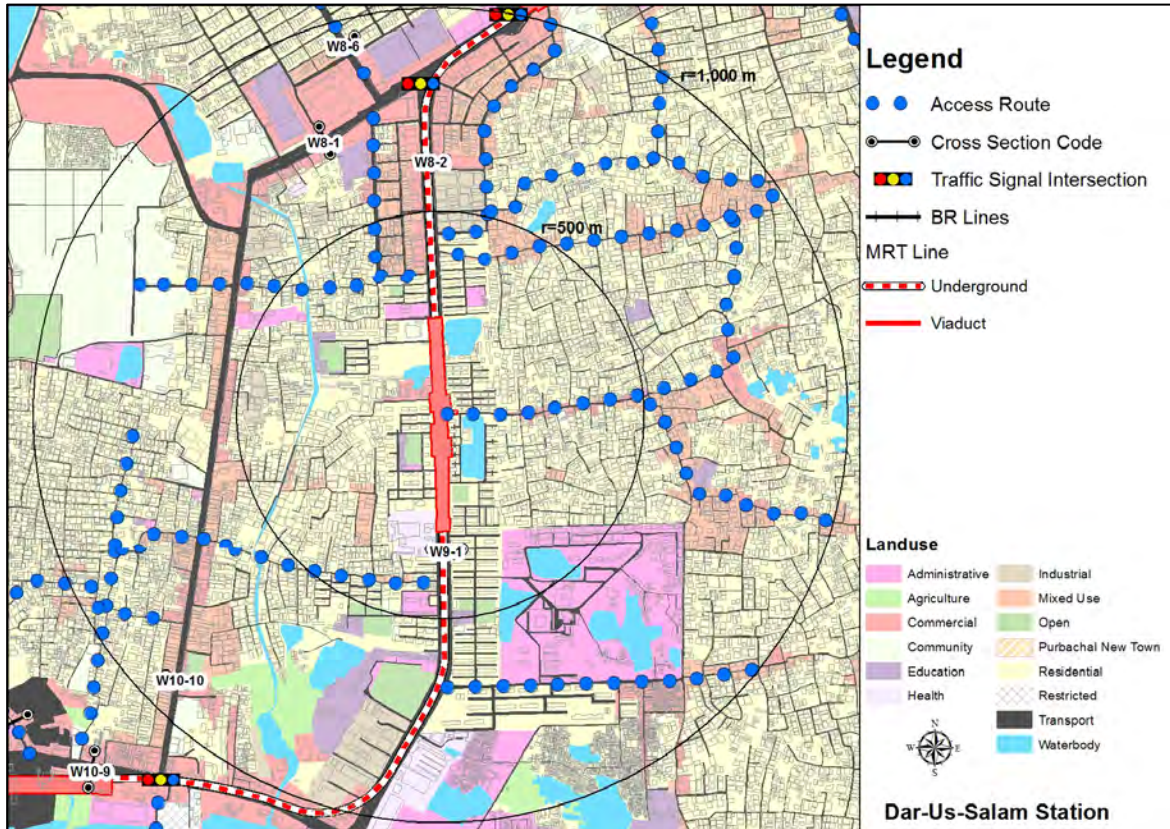 W8-6
r=1,000 m
W8-1
W8-2
r=500 m
W9-1
W10-10
W10-9
Legend
Access Route
Cross Section Code
Traffic Signal Intersection
BR Lines
MRT Line
Underground
Viaduct
Landuse
Administrative
Agriculture
Commercial
Community
Education
Health
Industrial
Mixed Use
Open
Purbachal New Town
Residential
Restricted
Transport
Waterbody
N
W E
S
Dar-Us-Salam Station